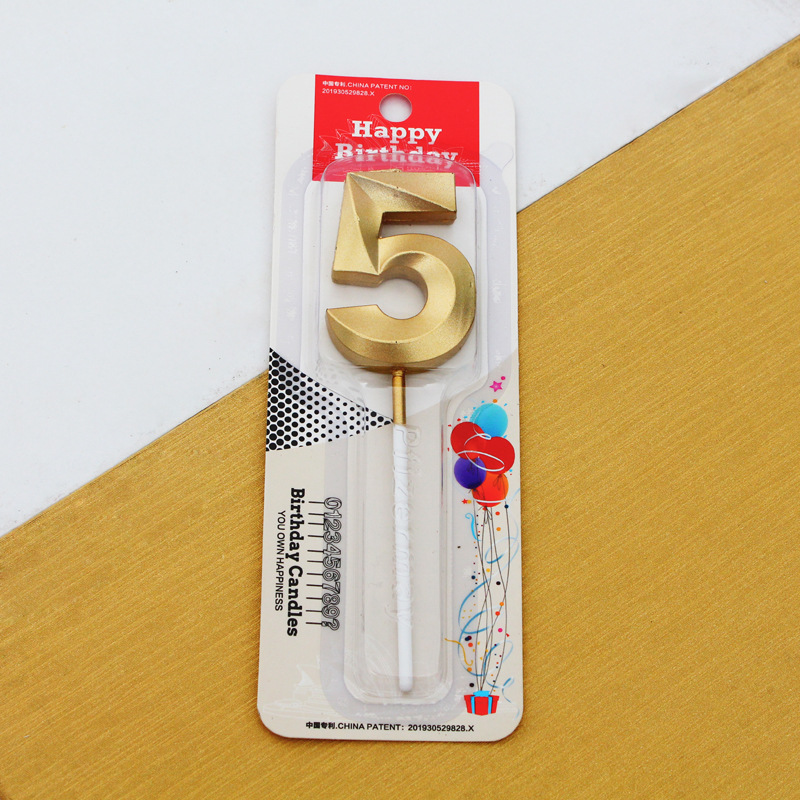 中国专利.CHINA PATENT NO:
201930529828.X
Happy
Birthday
0123456789?
Birthday Candles
YOU OWN HAPPINESS
中国专利.CHINA PATENT: 201930529828.X